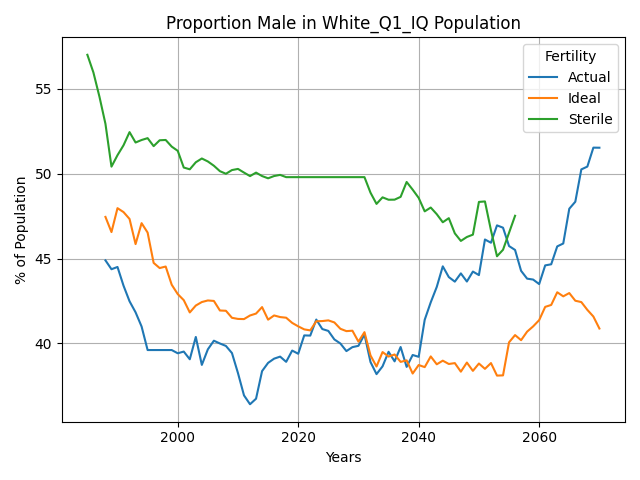 Proportion Male in White_Q1_IQ Population
Fertility
Actual
Ideal
Sterile
% of Population
55
50
45
40
2000
2020
2040
2060
Years